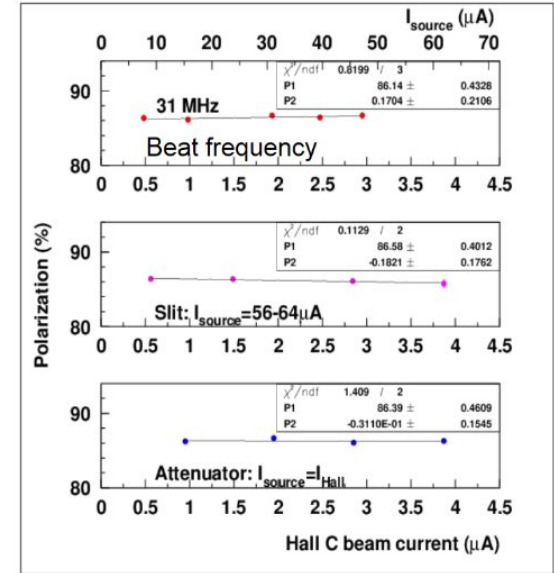 I_source (μA)
0 10 20 30 40 50 60 70
χ²/ndf 0.8199 / 3
P1 86.14 ± 0.4328
P2 0.1704 ± 0.2106
90
80
31 MHz
Beat frequency
0 0.5 1 1.5 2 2.5 3 3.5 4 4.5
χ²/ndf 0.1129 / 2
P1 86.58 ± 0.4012
P2 -0.1821 ± 0.1762
90
80
Slit: I_source=56-64μA
0 0.5 1 1.5 2 2.5 3 3.5 4 4.5
Polarization (%)
χ²/ndf 1.409 / 2
P1 86.39 ± 0.4609
P2 -0.3110E-01 ± 0.1545
90
80
Attenuator: I_source=I_Hall
0 0.5 1 1.5 2 2.5 3 3.5 4 4.5
Hall C beam current (μA)